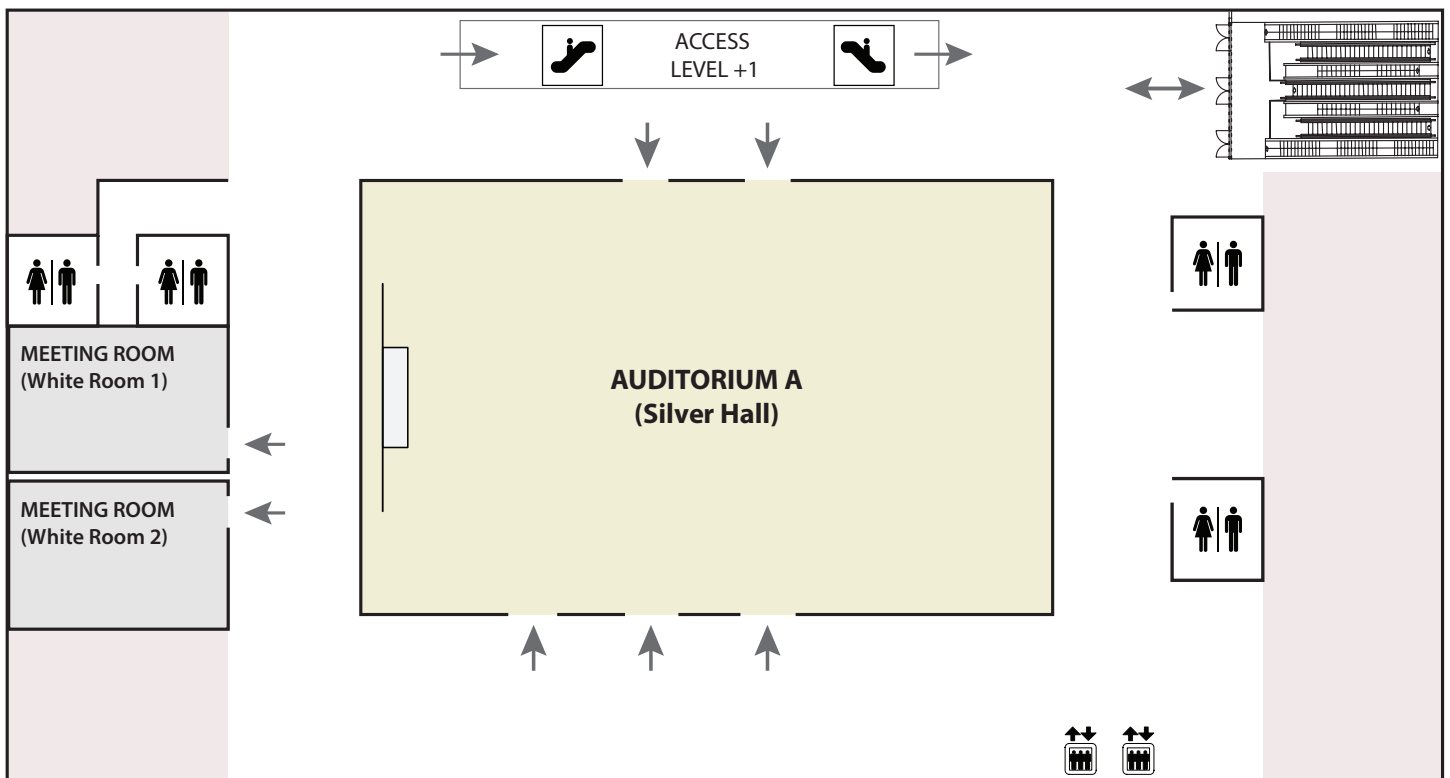 ACCESS
LEVEL +1
MEETING ROOM
(White Room 1)
AUDITORIUM A
(Silver Hall)
MEETING ROOM
(White Room 2)